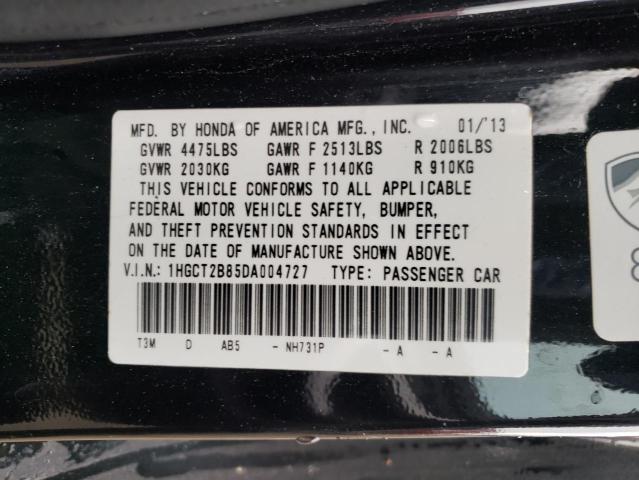 MFD. BY HONDA OF AMERICA MFG., INC. 01/'13
GVWR 4475LBS GAWR F 2513LBS R 2006LBS
GVWR 2030KG GAWR F 1140KG R 910KG
THIS VEHICLE CONFORMS TO ALL APPLICABLE
FEDERAL MOTOR VEHICLE SAFETY, BUMPER,
AND THEFT PREVENTION STANDARDS IN EFFECT
ON THE DATE OF MANUFACTURE SHOWN ABOVE.
V.I.N.: 1HGCT2B85DA004727 TYPE: PASSENGER CAR
T3M D AB5 - NH731P - A - A
8